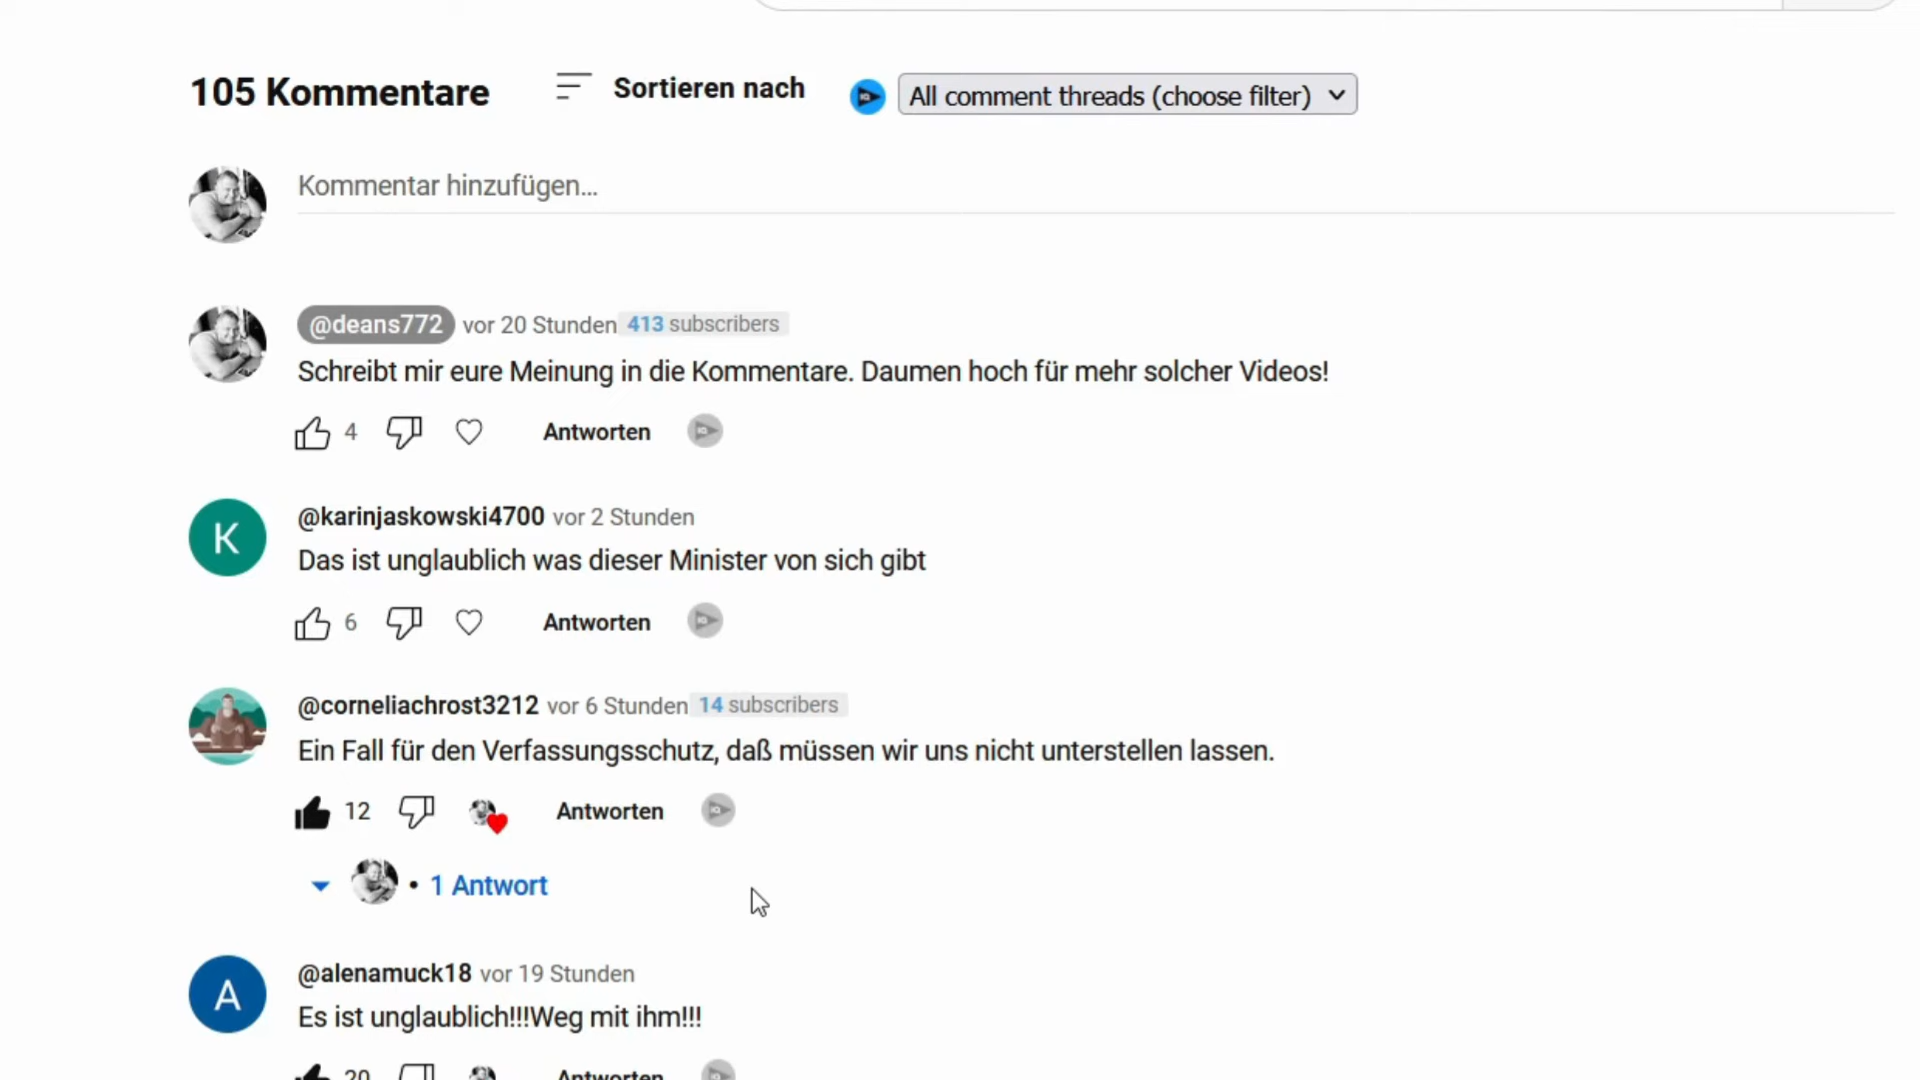 105 Kommentare
Sortieren nach
All comment threads (choose filter)
Kommentar hinzufügen...
@deans772 vor 20 Stunden 413 subscribers
Schreibt mir eure Meinung in die Kommentare. Daumen hoch für mehr solcher Videos!
4 Antworten
K
@karinjaskowski4700 vor 2 Stunden
Das ist unglaublich was dieser Minister von sich gibt
6 Antworten
@corneliachrost3212 vor 6 Stunden 14 subscribers
Ein Fall für den Verfassungsschutz, daß müssen wir uns nicht unterstellen lassen.
12 Antworten
• 1 Antwort
A
@alenamuck18 vor 19 Stunden
Es ist unglaublich!!!Weg mit ihm!!!
20 Antworten